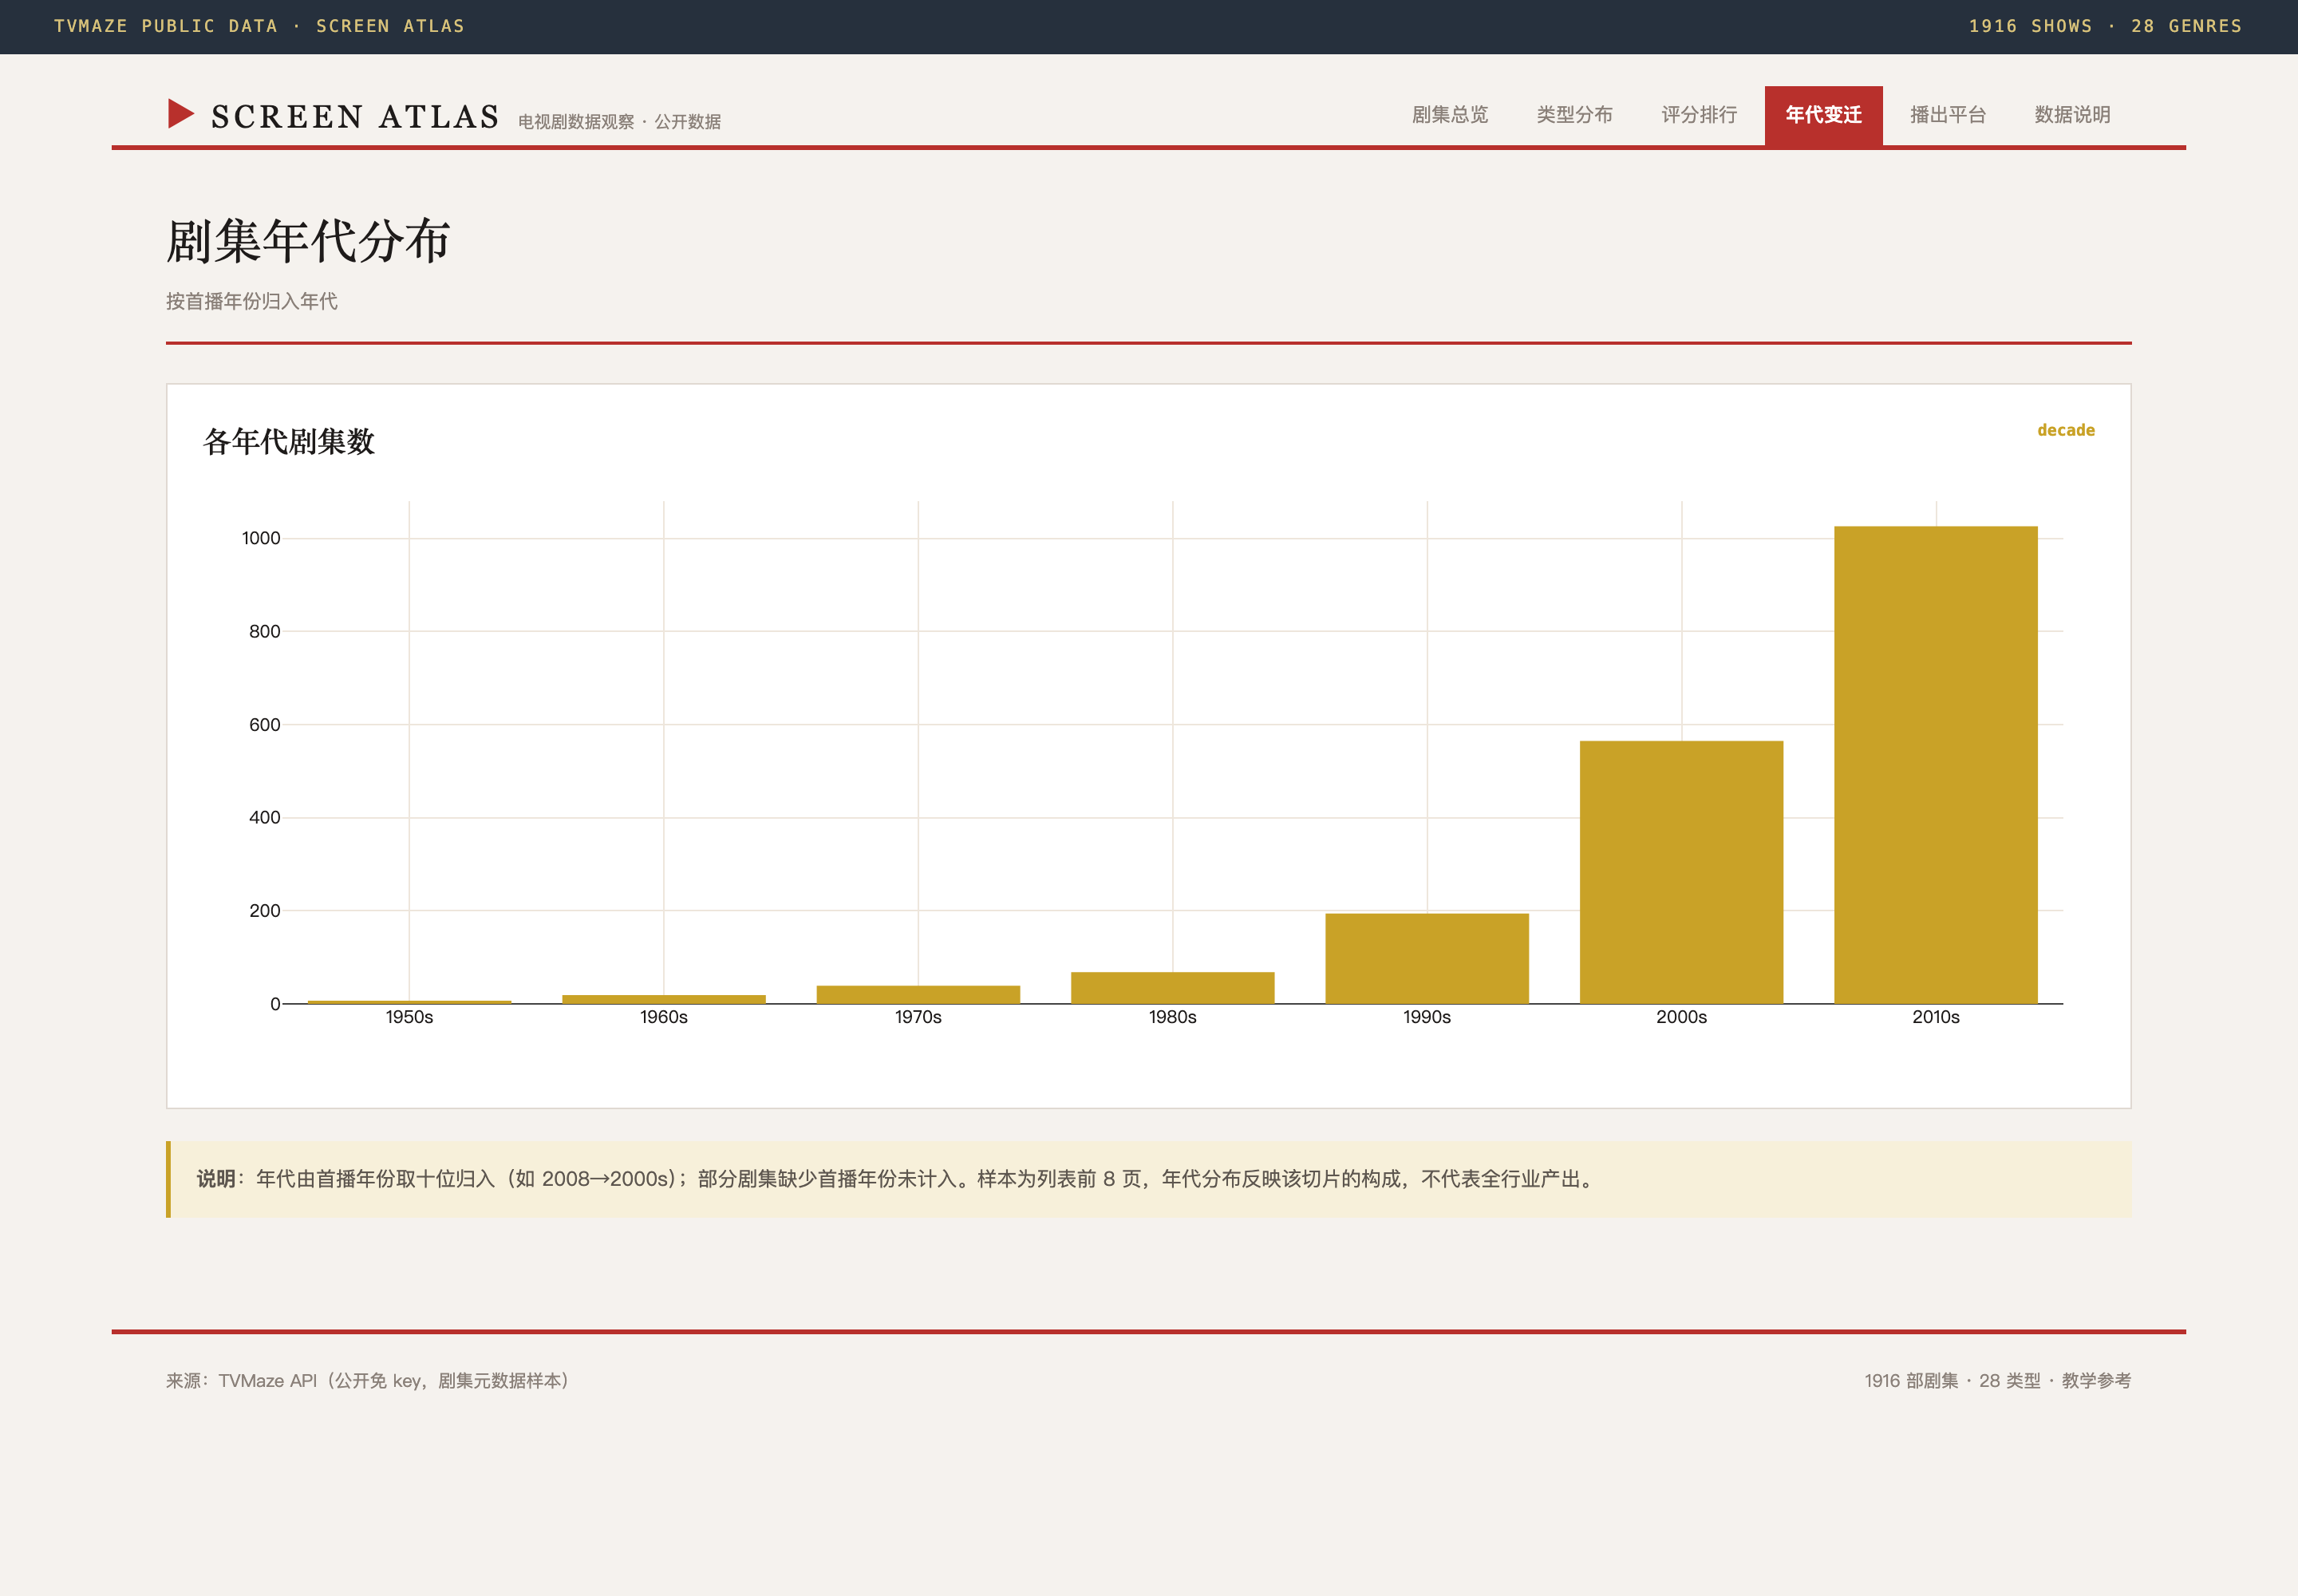 TVMAZE PUBLIC DATA · SCREEN ATLAS
1916 SHOWS · 28 GENRES
SCREEN ATLAS
电视剧数据观察 · 公开数据
剧集总览
类型分布
评分排行
年代变迁
播出平台
数据说明
剧集年代分布
按首播年份归入年代
各年代剧集数
decade
1000
800
600
400
200
0
1950s
1960s
1970s
1980s
1990s
2000s
2010s
说明：年代由首播年份取十位归入（如 2008→2000s）；部分剧集缺少首播年份未计入。样本为列表前 8 页，年代分布反映该切片的构成，不代表全行业产出。
来源：TVMaze API（公开免 key，剧集元数据样本）
1916 部剧集 · 28 类型 · 教学参考